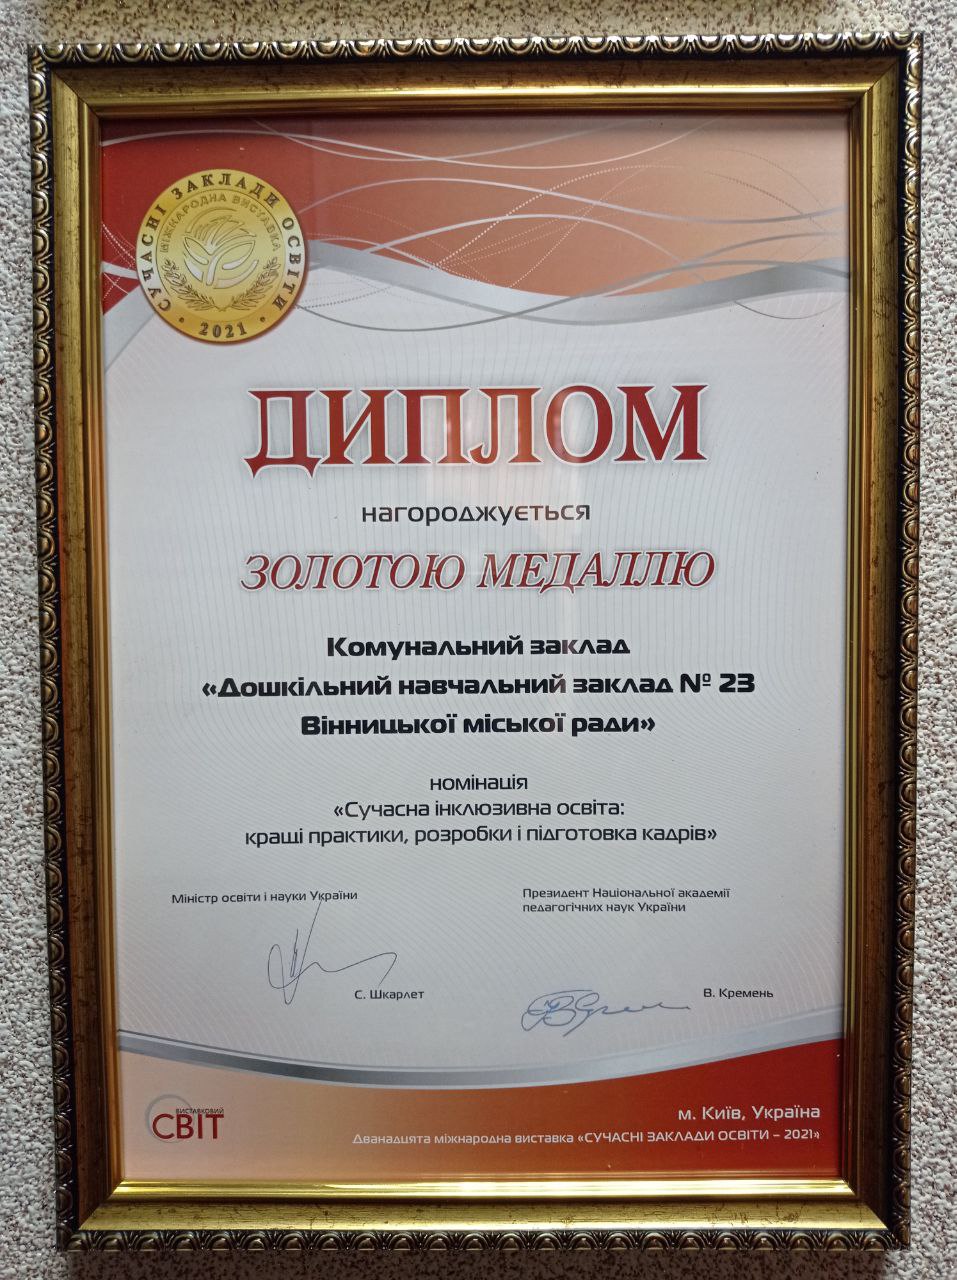 СУЧАСНІ ЗАКЛАДИ ОСВІТИ
МІЖНАРОДНА ВИСТАВКА
• 2021 •
ДИПЛОМ
нагороджується
ЗОЛОТОЮ МЕДАЛЛЮ
Комунальний заклад
«Дошкільний навчальний заклад № 23
Вінницької міської ради»
номінація
«Сучасна інклюзивна освіта:
кращі практики, розробки і підготовка кадрів»
Міністр освіти і науки України
С. Шкарлет
Президент Національної академії
педагогічних наук України
В. Кремень
ВИСТАВКОВИЙ
СВІТ
м. Київ, Україна
Дванадцята міжнародна виставка «СУЧАСНІ ЗАКЛАДИ ОСВІТИ – 2021»